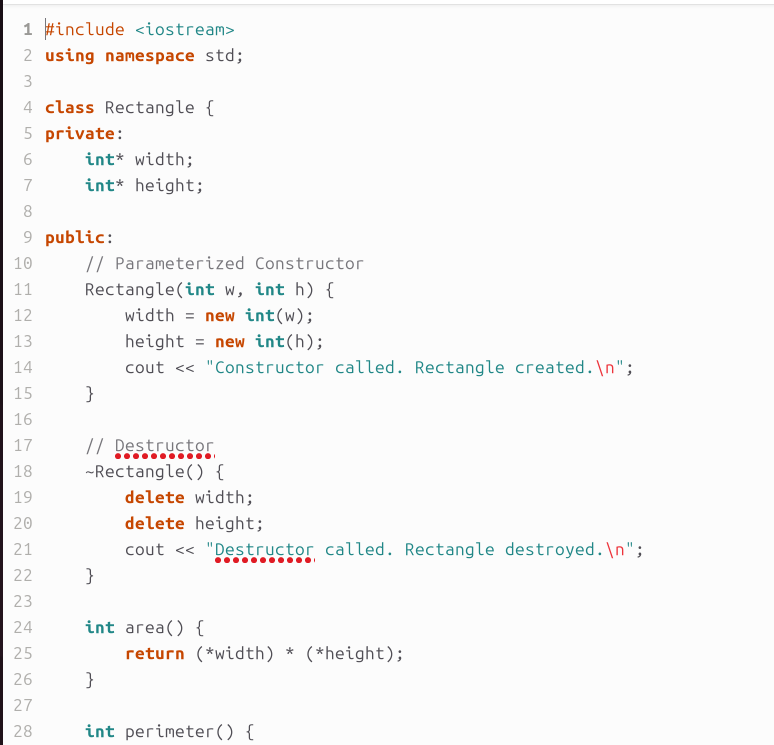 1 #include <iostream>
2 using namespace std;
3
4 class Rectangle {
5 private:
6     int* width;
7     int* height;
8
9 public:
10     // Parameterized Constructor
11     Rectangle(int w, int h) {
12         width = new int(w);
13         height = new int(h);
14         cout << "Constructor called. Rectangle created.\n";
15     }
16
17     // Destructor
18     ~Rectangle() {
19         delete width;
20         delete height;
21         cout << "Destructor called. Rectangle destroyed.\n";
22     }
23
24     int area() {
25         return (*width) * (*height);
26     }
27
28     int perimeter() {